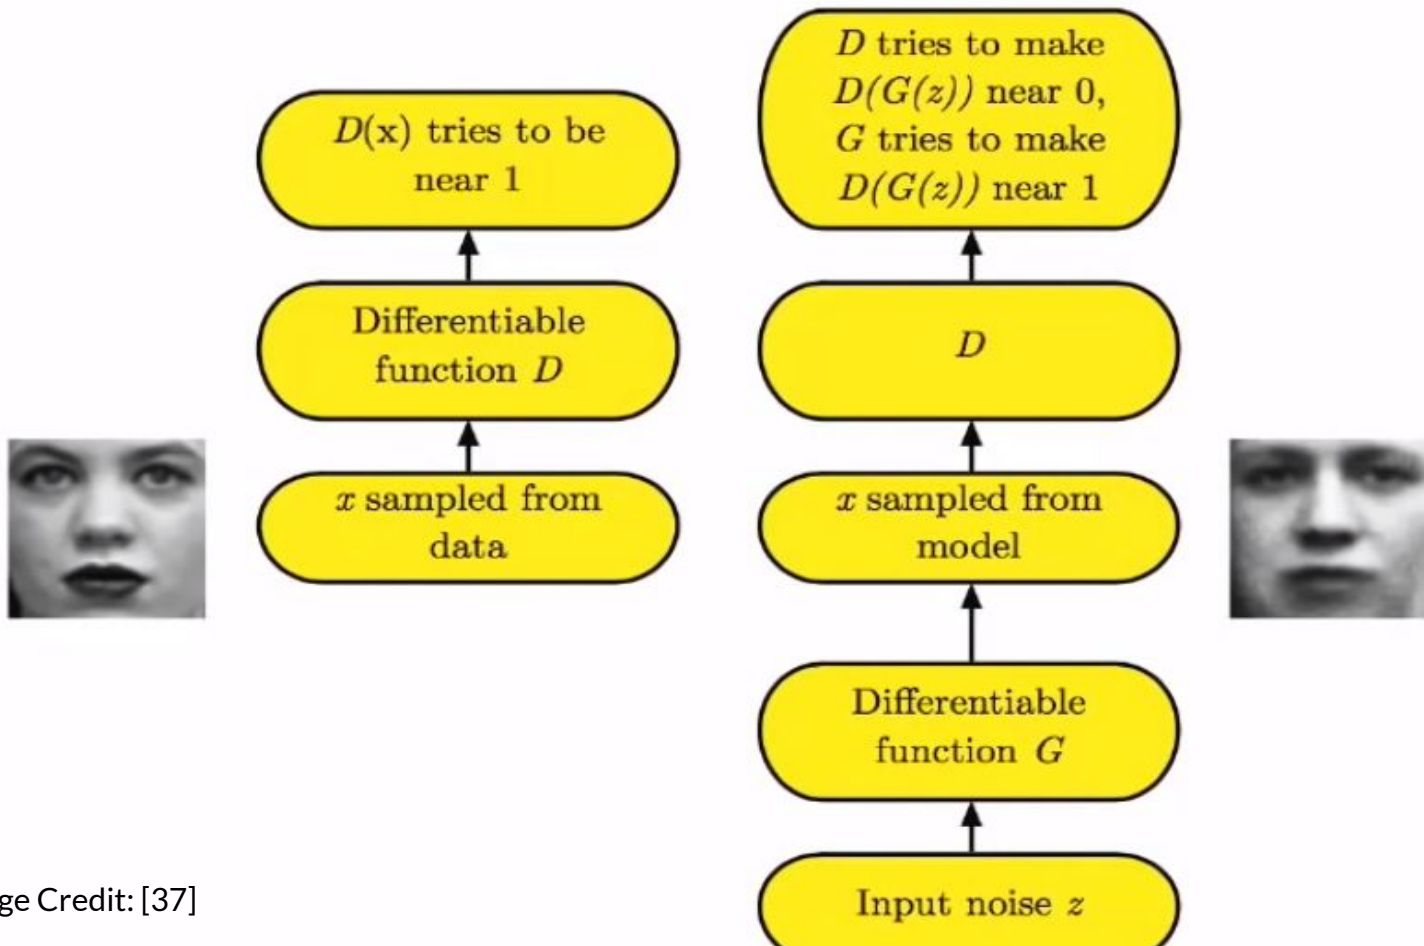 D(x) tries to be
near 1
Differentiable
function D
x sampled from
data
D tries to make
D(G(z)) near 0,
G tries to make
D(G(z)) near 1
D
x sampled from
model
Differentiable
function G
Input noise z
ge Credit: [37]